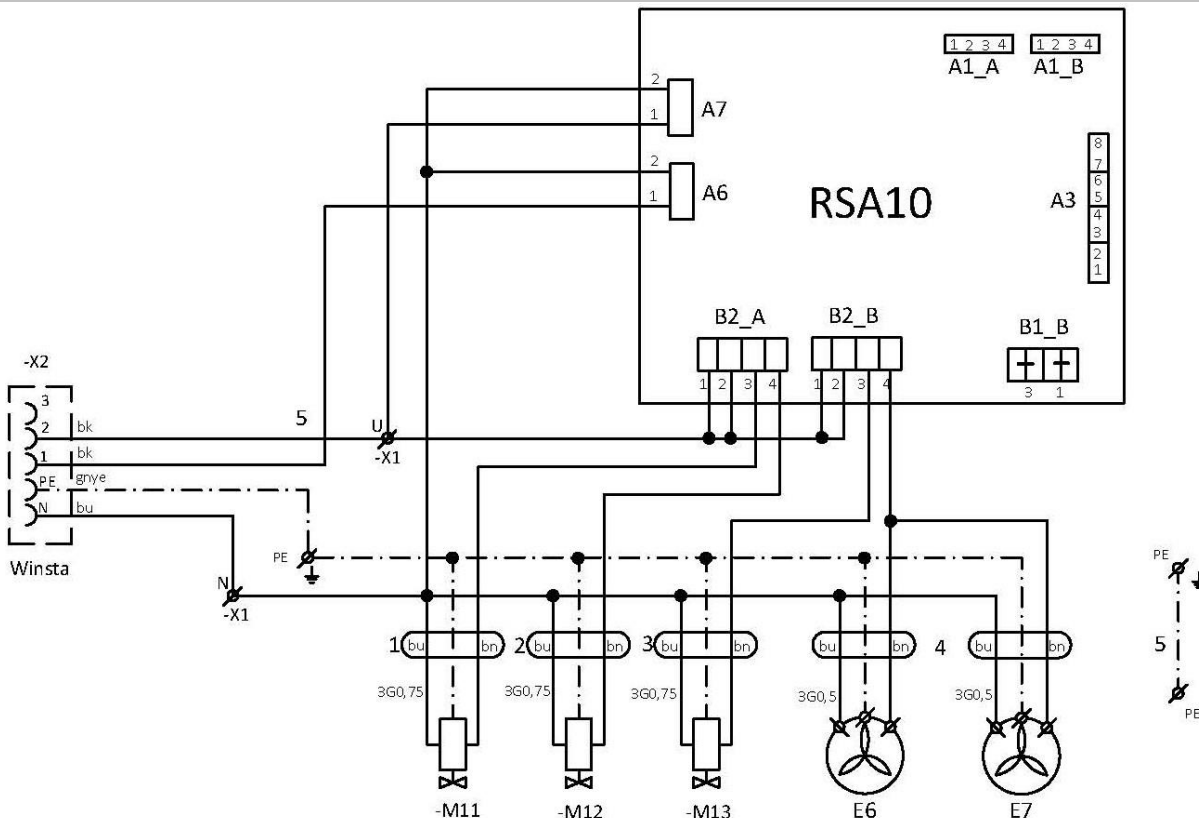 1 2 3 4
1 2 3 4
A1_A
A1_B
2
1
A7
2
1
A6
RSA10
A3
8
7
6
5
4
3
2
1
B2_A
B2_B
B1_B
1 2 3 4
1 2 3 4
3 1
-X2
3
2
bk
5
U
-X1
1
bk
PE
gnye
N
bu
Winsta
PE
N
-X1
1
bu
bn
2
bu
bn
3
bu
bn
bu
bn
4
bu
bn
3G0,75
3G0,75
3G0,75
3G0,5
3G0,5
-M11
-M12
-M13
E6
E7
PE
5
PE